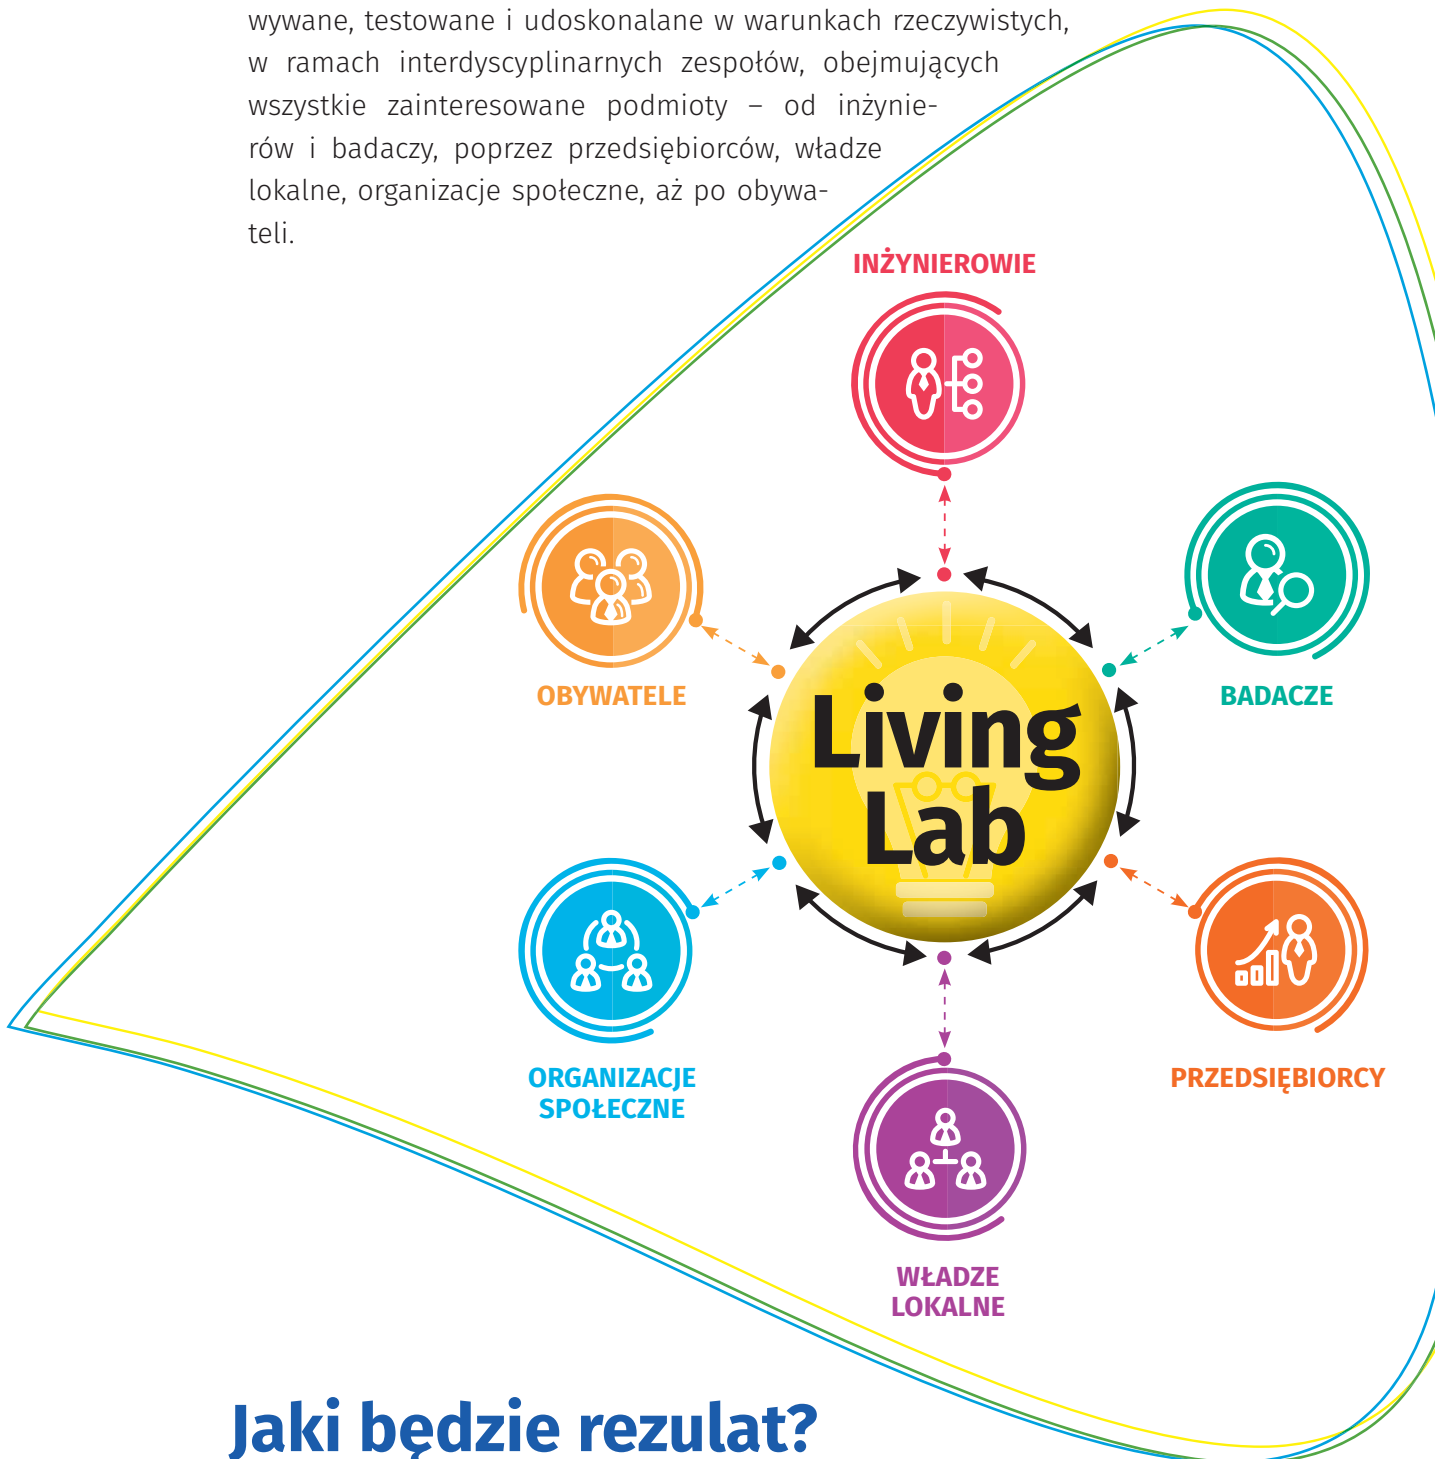 wywane, testowane i udoskonalane w warunkach rzeczywistych,
w ramach interdyscyplinarnych zespołów, obejmujących
wszystkie zainteresowane podmioty – od inżynie-
rów i badaczy, poprzez przedsiębiorców, władze
lokalne, organizacje społeczne, aż po obywa-
teli.
INŻYNIEROWIE
OBYWATELE
BADACZE
Living
Lab
ORGANIZACJE
SPOŁECZNE
PRZEDSIĘBIORCY
WŁADZE
LOKALNE
Jaki będzie rezulat?